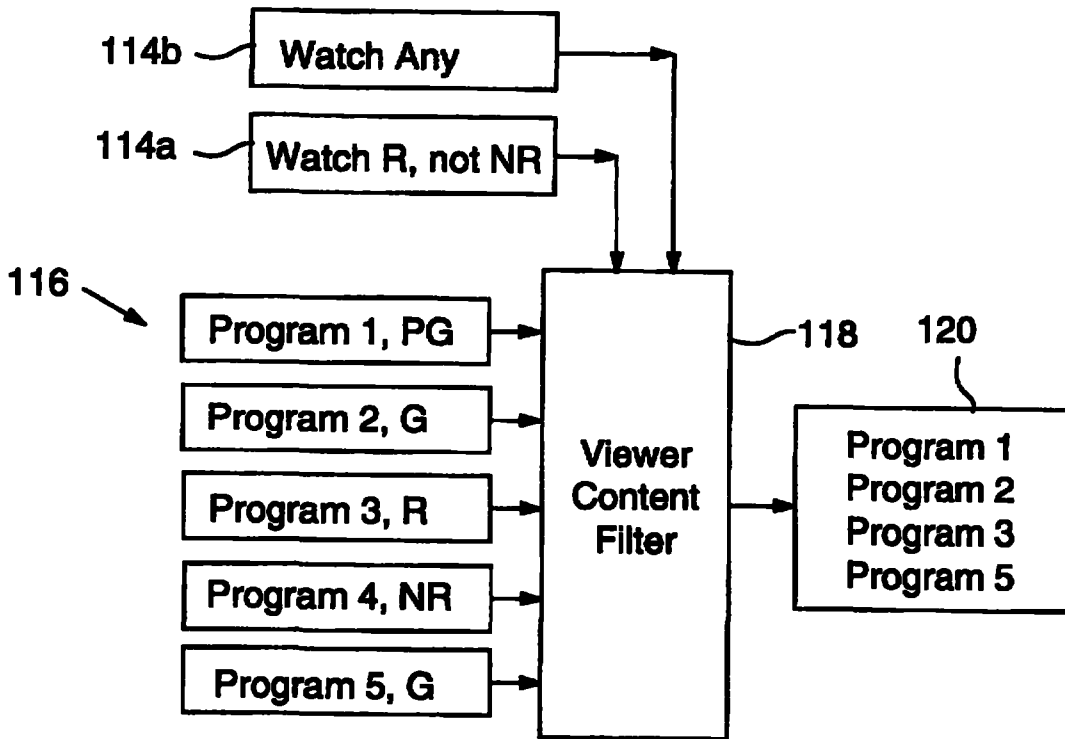 114b
Watch Any
114a
Watch R, not NR
116
Program 1, PG
Program 2, G
Program 3, R
Program 4, NR
Program 5, G
Viewer
Content
Filter
118
120
Program 1
Program 2
Program 3
Program 5